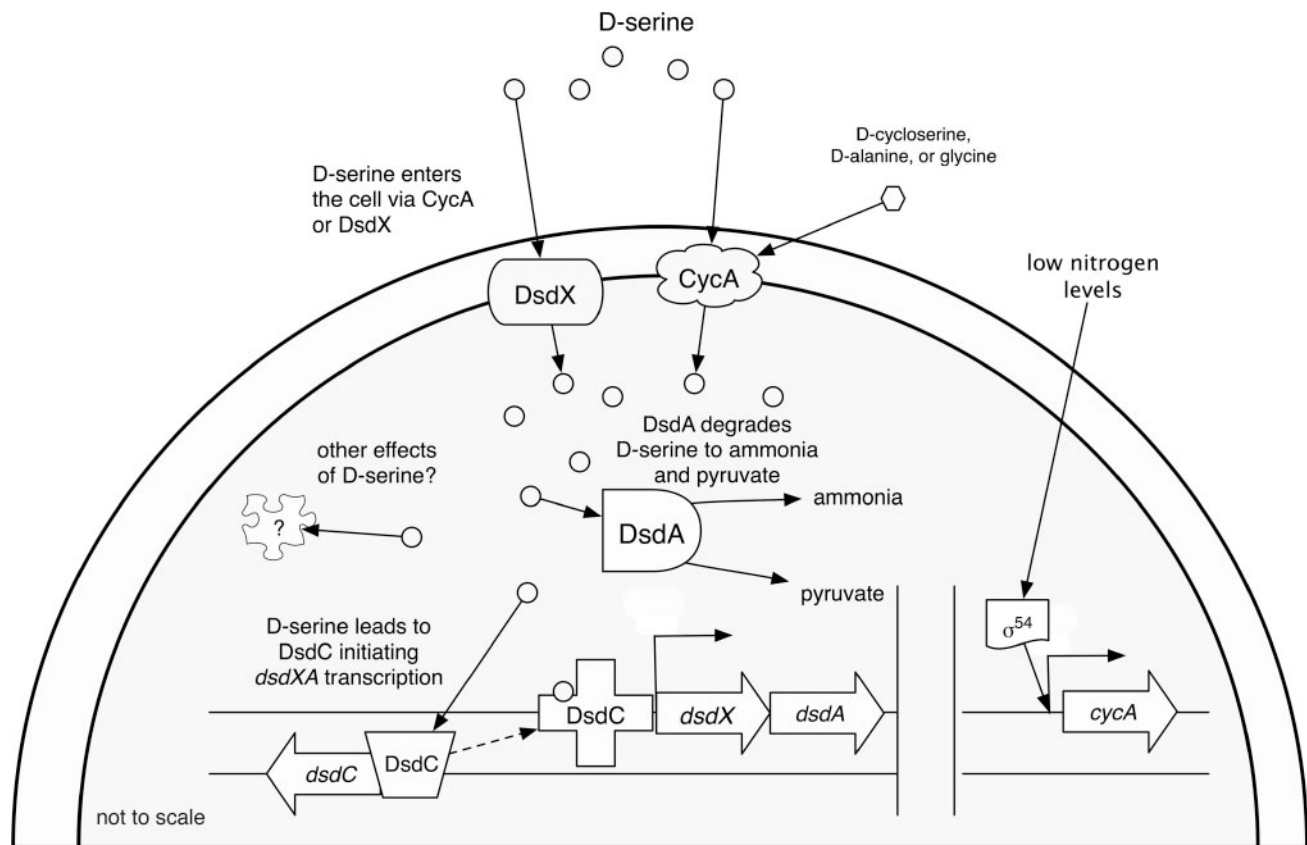 D-serine
D-cycloserine,
D-alanine, or glycine
D-serine enters
the cell via CycA
or DsdX
low nitrogen
levels
DsdX
CycA
DsdA degrades
D-serine to ammonia
and pyruvate
other effects
of D-serine?
?
DsdA
ammonia
pyruvate
σ54
D-serine leads to
DsdC initiating
dsdXA transcription
DsdC
dsdX
dsdA
cycA
dsdC
DsdC
not to scale